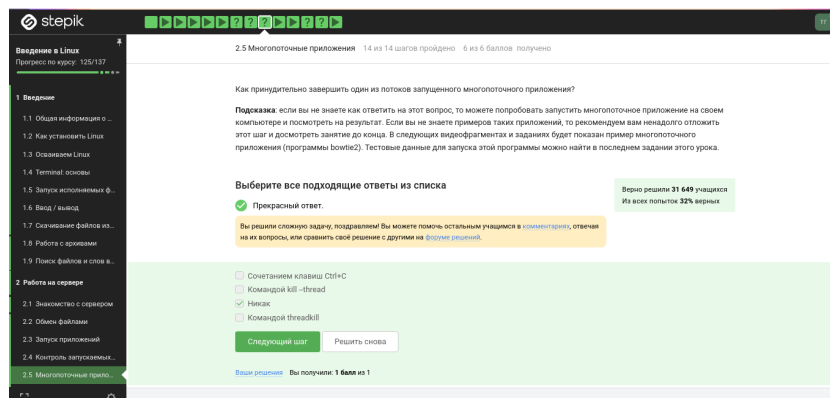 stepik
? ? ? ? ?
ТГ
Введение в Linux
Прогресс по курсу: 125/137
2.5 Многопоточные приложения 14 из 14 шагов пройдено 6 из 6 баллов получено
1 Введение
1.1 Общая информация о ...
1.2 Как установить Linux
1.3 Осваиваем Linux
1.4 Terminal: основы
1.5 Запуск исполняемых ф...
1.6 Ввод / вывод
1.7 Скачивание файлов из...
1.8 Работа с архивами
1.9 Поиск файлов и слов в...
2 Работа на сервере
2.1 Знакомство с сервером
2.2 Обмен файлами
2.3 Запуск приложений
2.4 Контроль запускаемых...
2.5 Многопоточные прило...
Как принудительно завершить один из потоков запущенного многопоточного приложения?
Подсказка: если вы не знаете как ответить на этот вопрос, то можете попробовать запустить многопоточное приложение на своем
компьютере и посмотреть на результат. Если вы не знаете примеров таких приложений, то рекомендуем вам ненадолго отложить
этот шаг и досмотреть занятие до конца. В следующих видеофрагментах и заданиях будет показан пример многопоточного
приложения (программы bowtie2). Тестовые данные для запуска этой программы можно найти в последнем задании этого урока.
Выберите все подходящие ответы из списка
Прекрасный ответ.
Верно решили 31 649 учащихся
Из всех попыток 32% верных
Вы решили сложную задачу, поздравляем! Вы можете помочь остальным учащимся в комментариях, отвечая
на их вопросы, или сравнить своё решение с другими на форуме решений.
Сочетанием клавиш Ctrl+C
Командой kill --thread
Никак
Командой threadkill
Следующий шаг Решить снова
Ваши решения Вы получили: 1 балл из 1